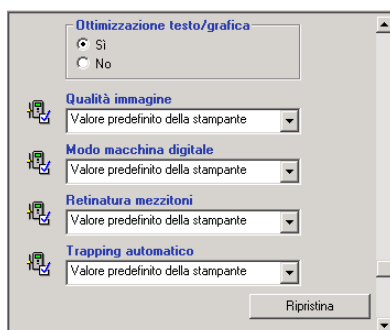 Ottimizzazione testo/grafica
Sì
No
Qualità immagine
Valore predefinito della stampante
Modo macchina digitale
Valore predefinito della stampante
Retinatura mezzitoni
Valore predefinito della stampante
Trapping automatico
Valore predefinito della stampante
Ripristina